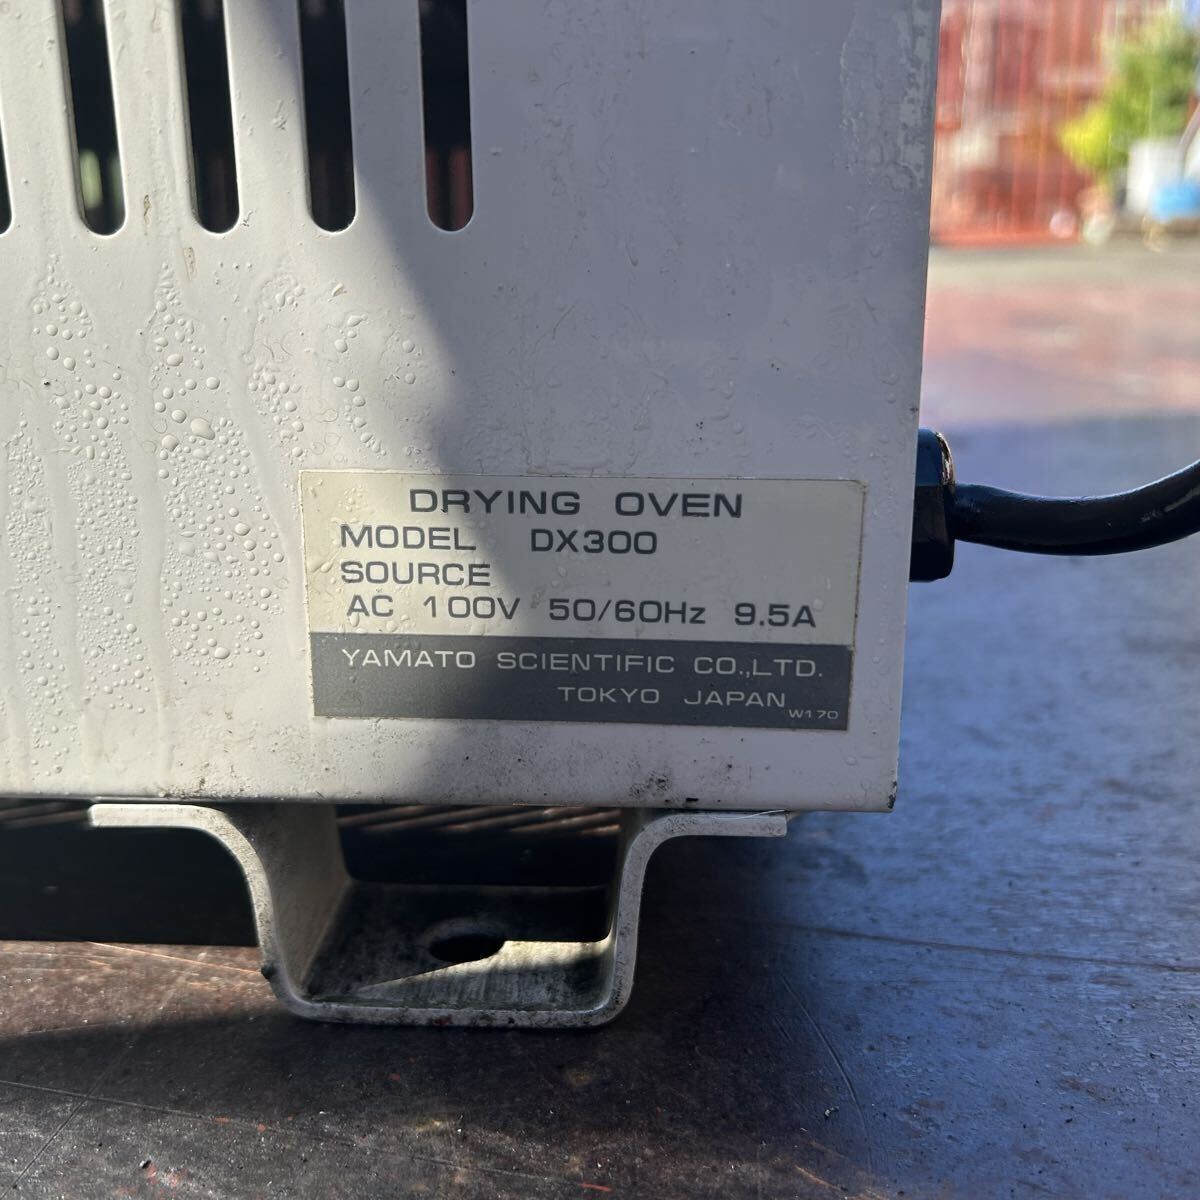 DRYING OVEN
MODEL DX300
SOURCE
AC 100V 50/60Hz 9.5A
YAMATO SCIENTIFIC CO.,LTD.
TOKYO JAPAN
W170